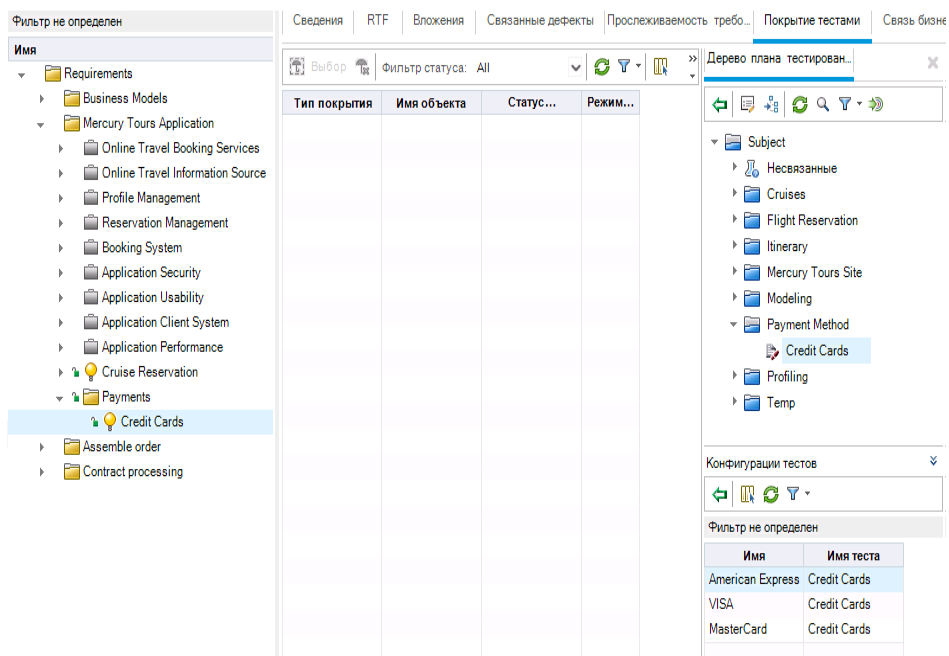 Фильтр не определен
Имя
Requirements
Business Models
Mercury Tours Application
Online Travel Booking Services
Online Travel Information Source
Profile Management
Reservation Management
Booking System
Application Security
Application Usability
Application Client System
Application Performance
Cruise Reservation
Payments
Credit Cards
Assemble order
Contract processing
Сведения RTF Вложения Связанные дефекты Прослеживаемость требо... Покрытие тестами Связь бизне
Выбор Фильтр статуса: All »
Тип покрытия Имя объекта Статус... Режим...
Дерево плана тестирован...
Subject
Несвязанные
Cruises
Flight Reservation
Itinerary
Mercury Tours Site
Modeling
Payment Method
Credit Cards
Profiling
Temp
Конфигурации тестов
Фильтр не определен
Имя Имя теста
American Express Credit Cards
VISA Credit Cards
MasterCard Credit Cards